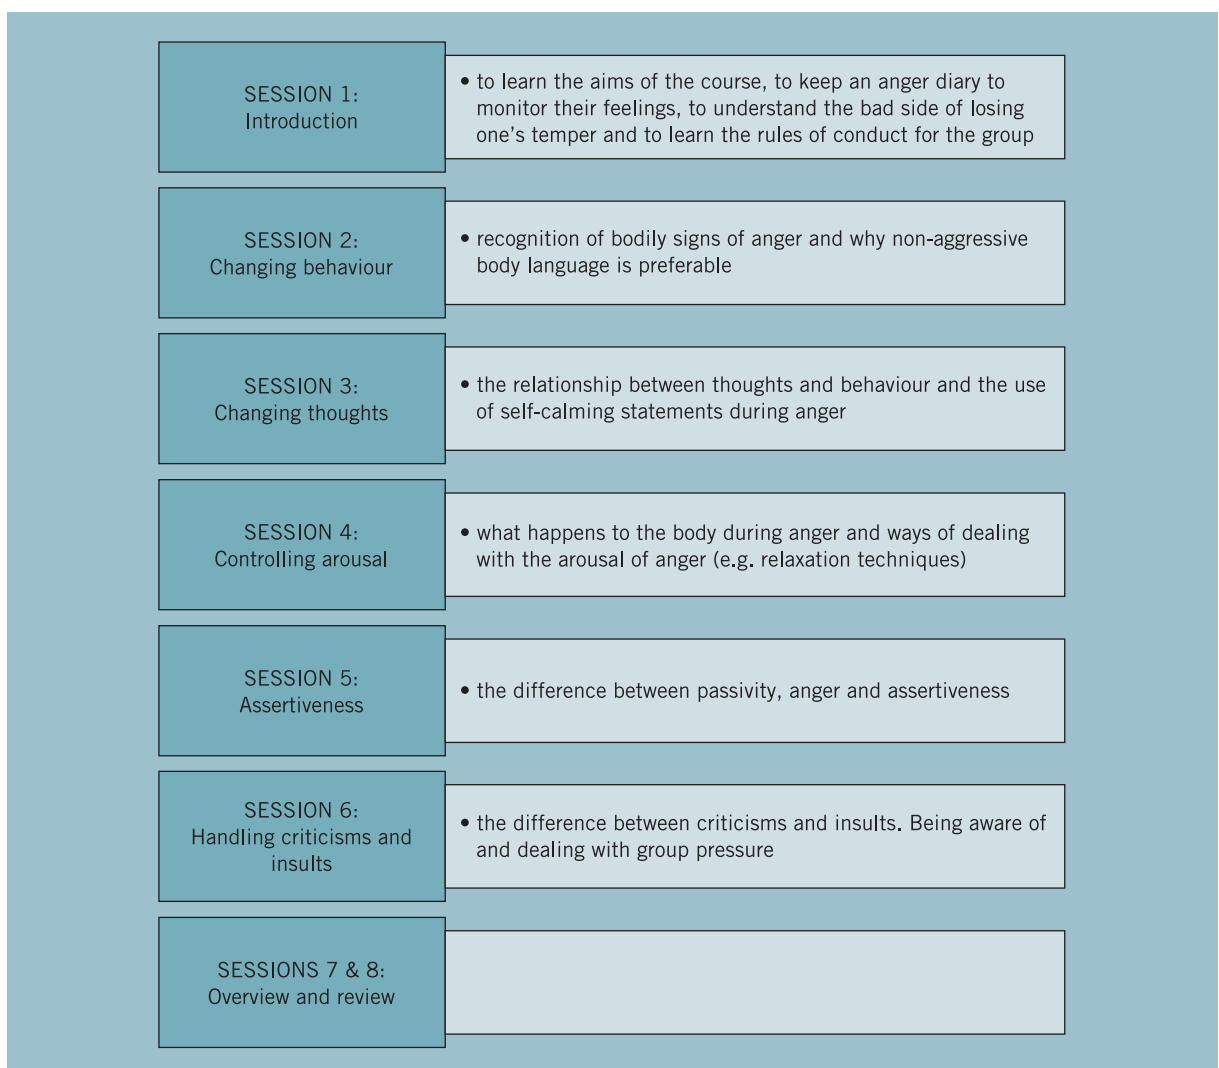 SESSION 1:
Introduction
• to learn the aims of the course, to keep an anger diary to
monitor their feelings, to understand the bad side of losing
one's temper and to learn the rules of conduct for the group
SESSION 2:
Changing behaviour
• recognition of bodily signs of anger and why non-aggressive
body language is preferable
SESSION 3:
Changing thoughts
• the relationship between thoughts and behaviour and the use
of self-calming statements during anger
SESSION 4:
Controlling arousal
• what happens to the body during anger and ways of dealing
with the arousal of anger (e.g. relaxation techniques)
SESSION 5:
Assertiveness
• the difference between passivity, anger and assertiveness
SESSION 6:
Handling criticisms and
insults
• the difference between criticisms and insults. Being aware of
and dealing with group pressure
SESSIONS 7 & 8:
Overview and review